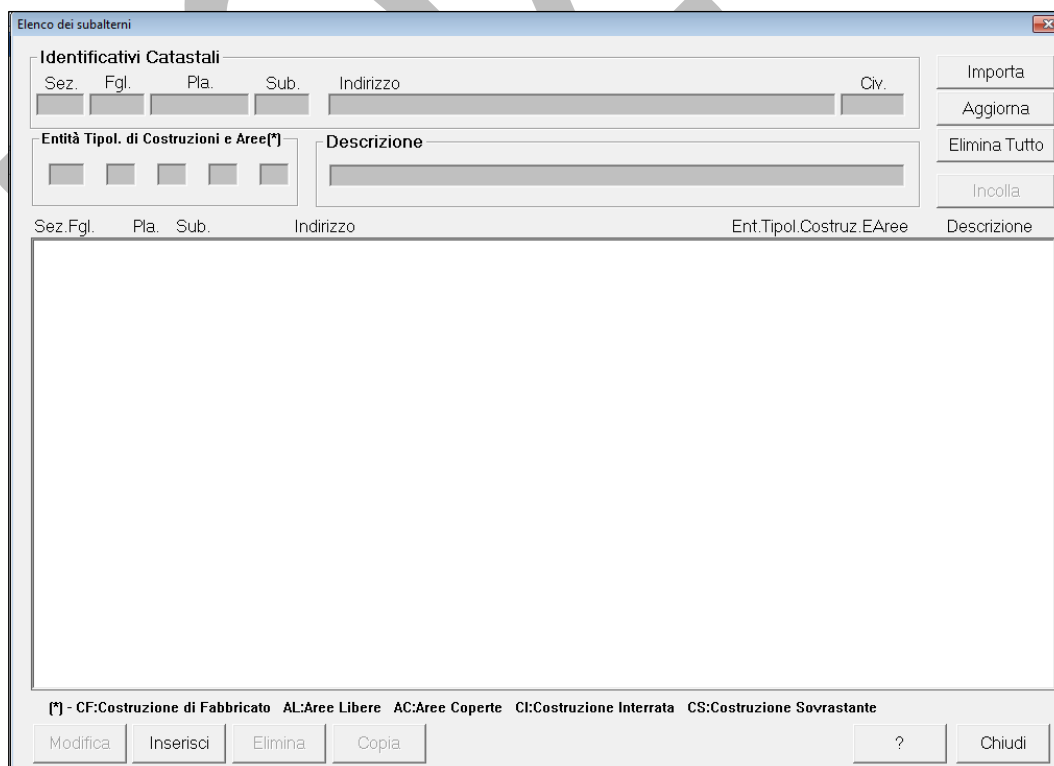 Elenco dei subalterni
Identificativi Catastali
Sez. Fgl. Pla. Sub. Indirizzo Civ.
Importa
Aggiorna
Entità Tipol. di Costruzioni e Aree(*)
Descrizione
Elimina Tutto
Incolla
Sez.Fgl. Pla. Sub. Indirizzo Ent.Tipol.Costruz.EAree Descrizione
(*) - CF:Costruzione di Fabbricato AL:Aree Libere AC:Aree Coperte CI:Costruzione Interrata CS:Costruzione Sovrastante
Modifica Inserisci Elimina Copia ? Chiudi